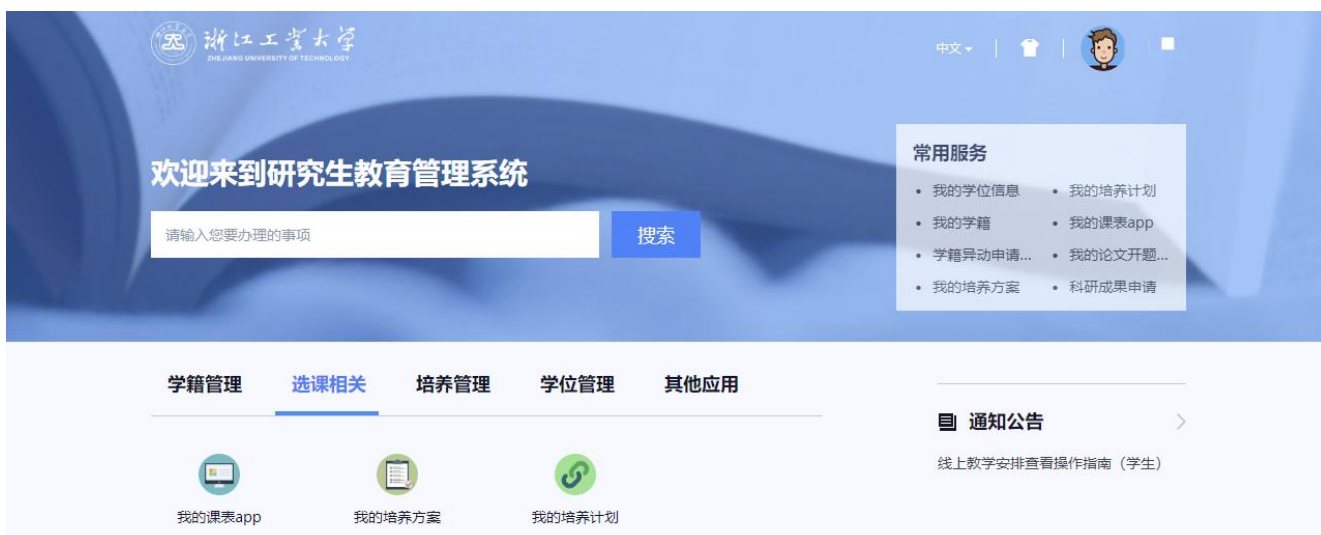 浙江工业大学
ZHEJIANG UNIVERSITY OF TECHNOLOGY
中文
欢迎来到研究生教育管理系统
请输入您要办理的事项
搜索
常用服务
• 我的学位信息 • 我的培养计划
• 我的学籍 • 我的课表app
• 学籍异动申请... • 我的论文开题...
• 我的培养方案 • 科研成果申请
学籍管理 选课相关 培养管理 学位管理 其他应用
我的课表app 我的培养方案 我的培养计划
通知公告
线上教学安排查看操作指南（学生）